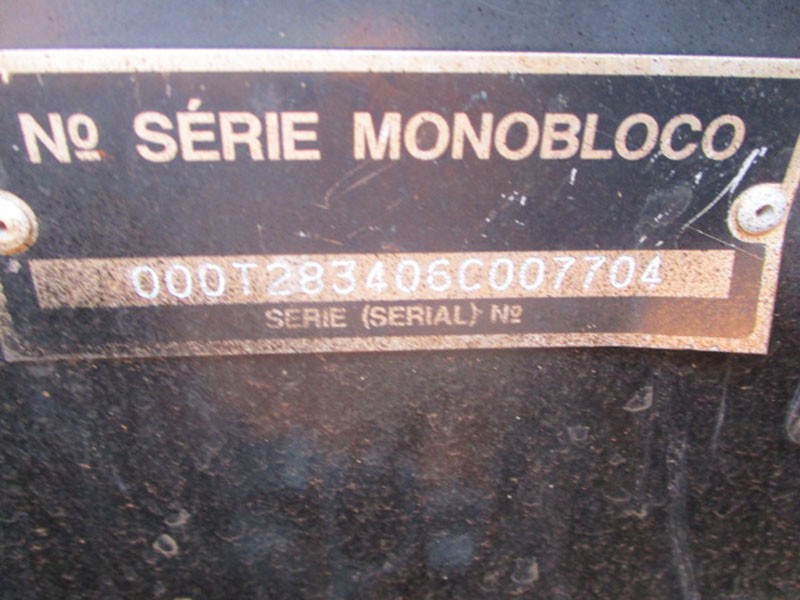 Nº SÉRIE MONOBLOCO
000T283406C007704
SERIE (SERIAL) Nº